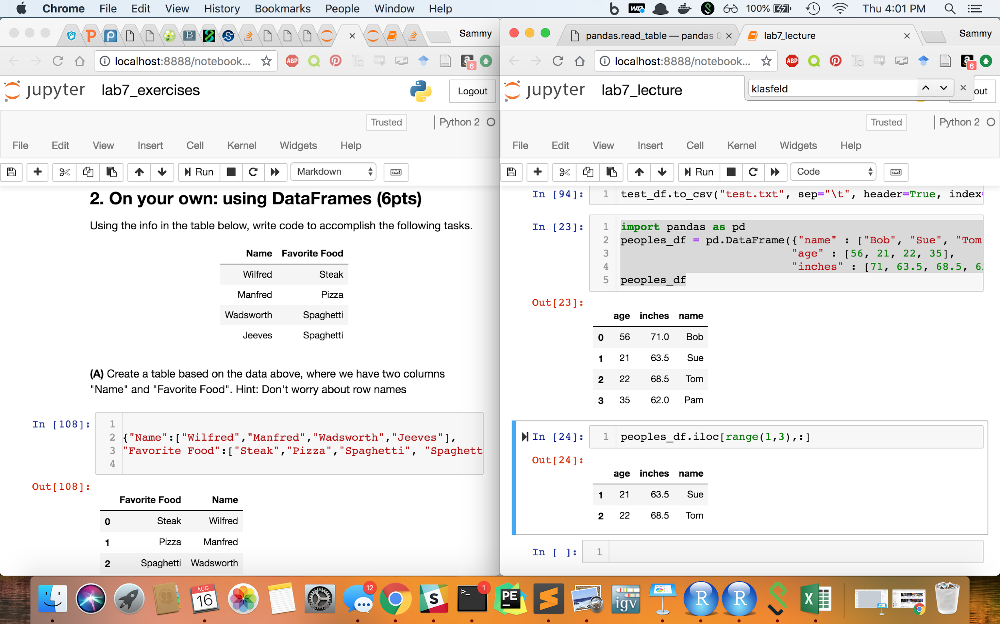 Chrome File Edit View History Bookmarks People Window Help
100% Thu 4:01 PM
Sammy
localhost:8888/notebook...
ABP
6
jupyter lab7_exercises
Logout
Trusted
Python 2
File Edit View Insert Cell Kernel Widgets Help
Run
Markdown
2. On your own: using DataFrames (6pts)
Using the info in the table below, write code to accomplish the following tasks.
Name Favorite Food
Wilfred Steak
Manfred Pizza
Wadsworth Spaghetti
Jeeves Spaghetti
(A) Create a table based on the data above, where we have two columns
"Name" and "Favorite Food". Hint: Don't worry about row names
In [108]:
1
2 {"Name":["Wilfred","Manfred","Wadsworth","Jeeves"],
3 "Favorite Food":["Steak","Pizza","Spaghetti", "Spaghett
4
Out[108]:
Favorite Food Name
0 Steak Wilfred
1 Pizza Manfred
2 Spaghetti Wadsworth
pandas.read_table — pandas 0
lab7_lecture
Sammy
localhost:8888/notebook...
ABP
6
jupyter lab7_lecture
klasfeld
out
Trusted
Python 2
File Edit View Insert Cell Kernel Widgets Help
Run
Code
In [94]: 1 test_df.to_csv("test.txt", sep="\t", header=True, index
In [23]: 1 import pandas as pd
2 peoples_df = pd.DataFrame({"name" : ["Bob", "Sue", "Tom
3 "age" : [56, 21, 22, 35],
4 "inches" : [71, 63.5, 68.5, 6
5 peoples_df
Out[23]:
age inches name
0 56 71.0 Bob
1 21 63.5 Sue
2 22 68.5 Tom
3 35 62.0 Pam
In [24]: 1 peoples_df.iloc[range(1,3),:]
Out[24]:
age inches name
1 21 63.5 Sue
2 22 68.5 Tom
In [ ]: 1
AUG
16
12
S
>_
1
PE
igv
R
R
X